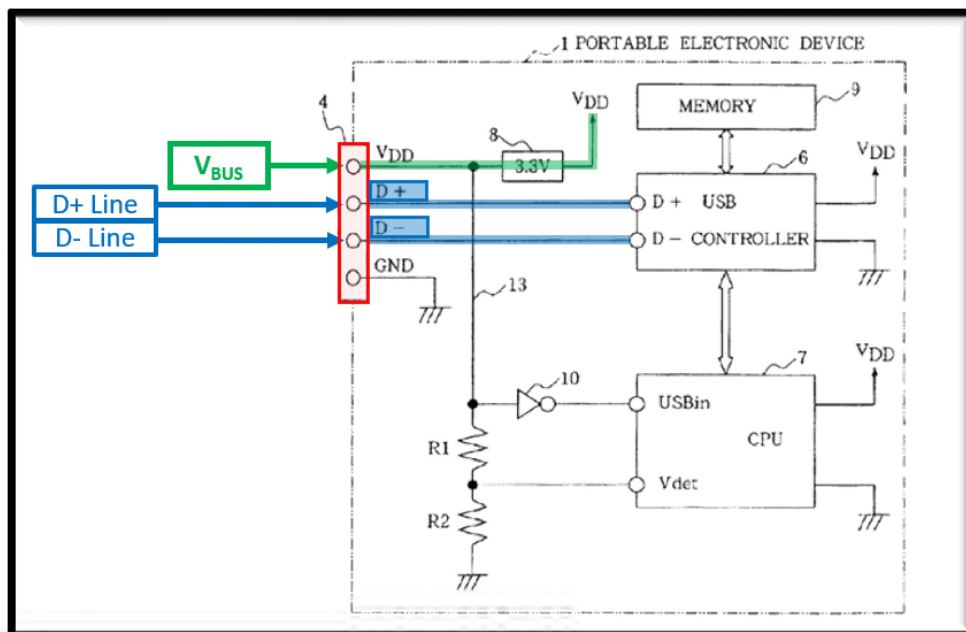 1 PORTABLE ELECTRONIC DEVICE
4
VDD
8
VDD
MEMORY
9
VBUS
3.3V
6
VDD
D+ Line
D +
D + USB
D- Line
D −
D − CONTROLLER
GND
13
7
VDD
10
USBin
CPU
R1
Vdet
R2